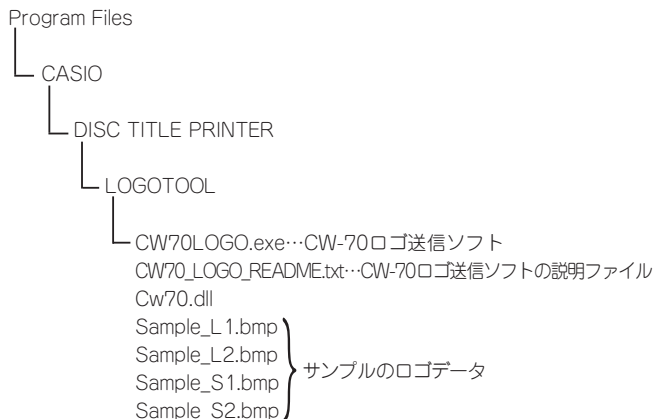 Program Files
CASIO
DISC TITLE PRINTER
LOGOTOOL
CW70LOGO.exe…CW-70ロゴ送信ソフト
CW70_LOGO_README.txt…CW-70ロゴ送信ソフトの説明ファイル
Cw70.dll
Sample_L1.bmp
Sample_L2.bmp
サンプルのロゴデータ
Sample_S1.bmp
Sample_S2.bmp